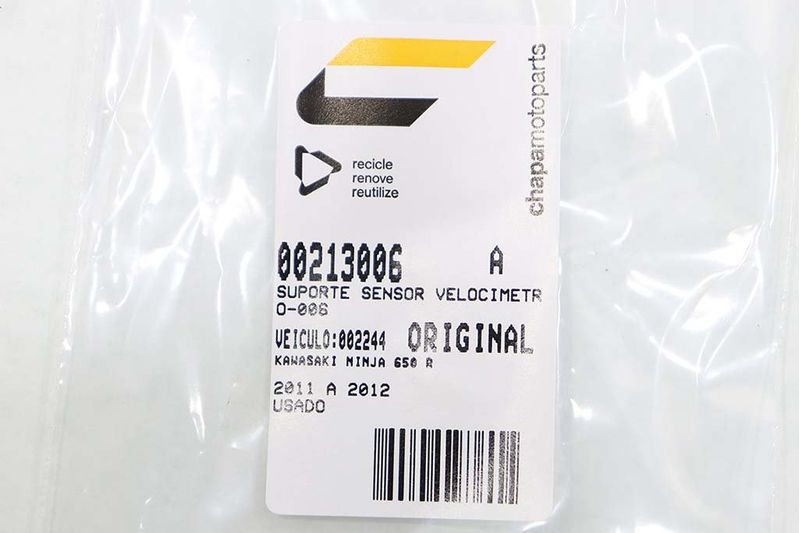 chapamotoparts
recicle
renove
reutilize
00213006 A
SUPORTE SENSOR VELOCIMETR
O-006
VEICULO:002244 ORIGINAL
KAWASAKI NINJA 650 R
2011 A 2012
USADO